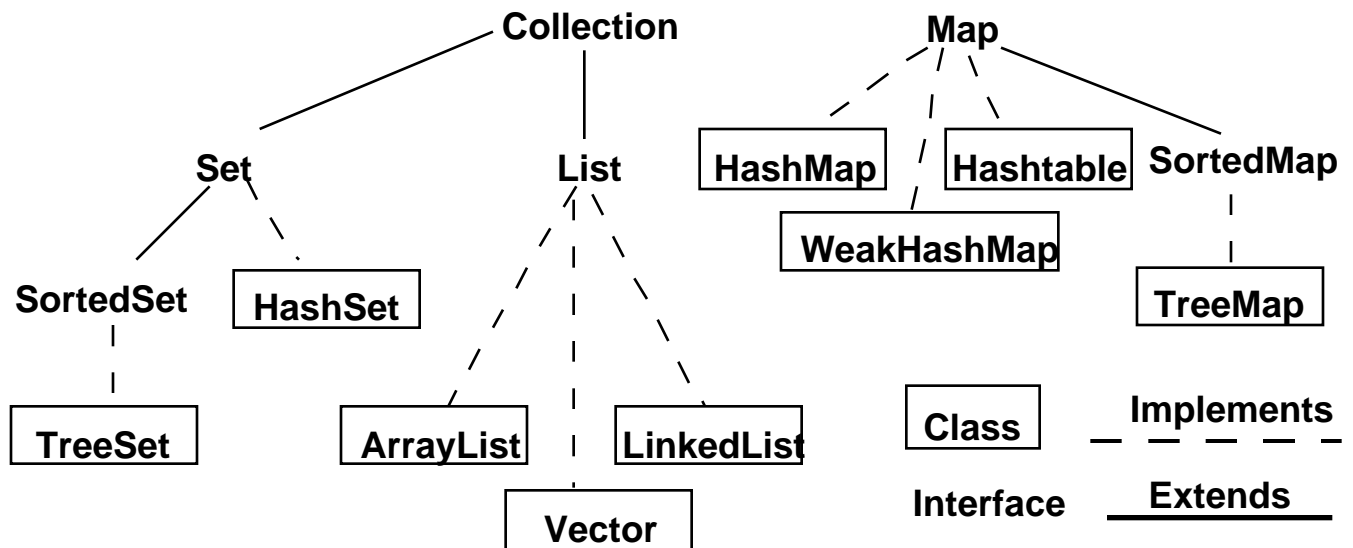 Collection
Map
Set
List
HashMap
Hashtable
SortedMap
WeakHashMap
SortedSet
HashSet
TreeMap
TreeSet
ArrayList
LinkedList
Vector
Class
Implements
Interface
Extends